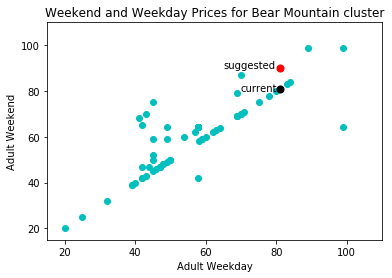 Weekend and Weekday Prices for Bear Mountain cluster
100
80
60
40
20
Adult Weekend
suggested
current
20
40
60
80
100
Adult Weekday